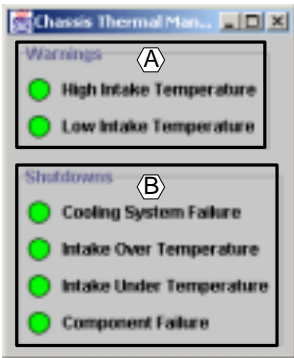 Chassis Thermal Man...
Warnings
A
High Intake Temperature
Low Intake Temperature
Shutdowns
B
Cooling System Failure
Intake Over Temperature
Intake Under Temperature
Component Failure